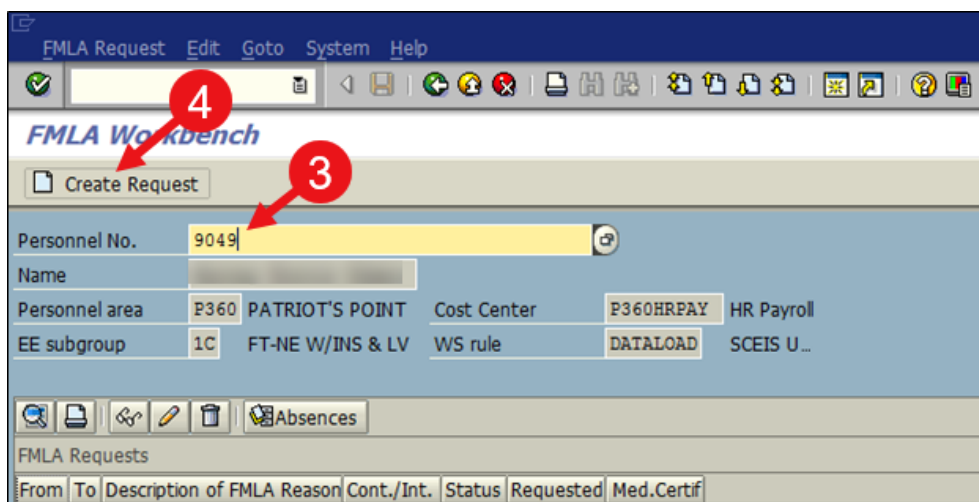 FMLA Request Edit Goto System Help
4
FMLA Workbench
Create Request
3
Personnel No. 9049
Name
Personnel area P360 PATRIOT'S POINT Cost Center P360HRPAY HR Payroll
EE subgroup 1C FT-NE W/INS & LV WS rule DATALOAD SCEIS U...
Absences
FMLA Requests
From To Description of FMLA Reason Cont./Int. Status Requested Med.Certif